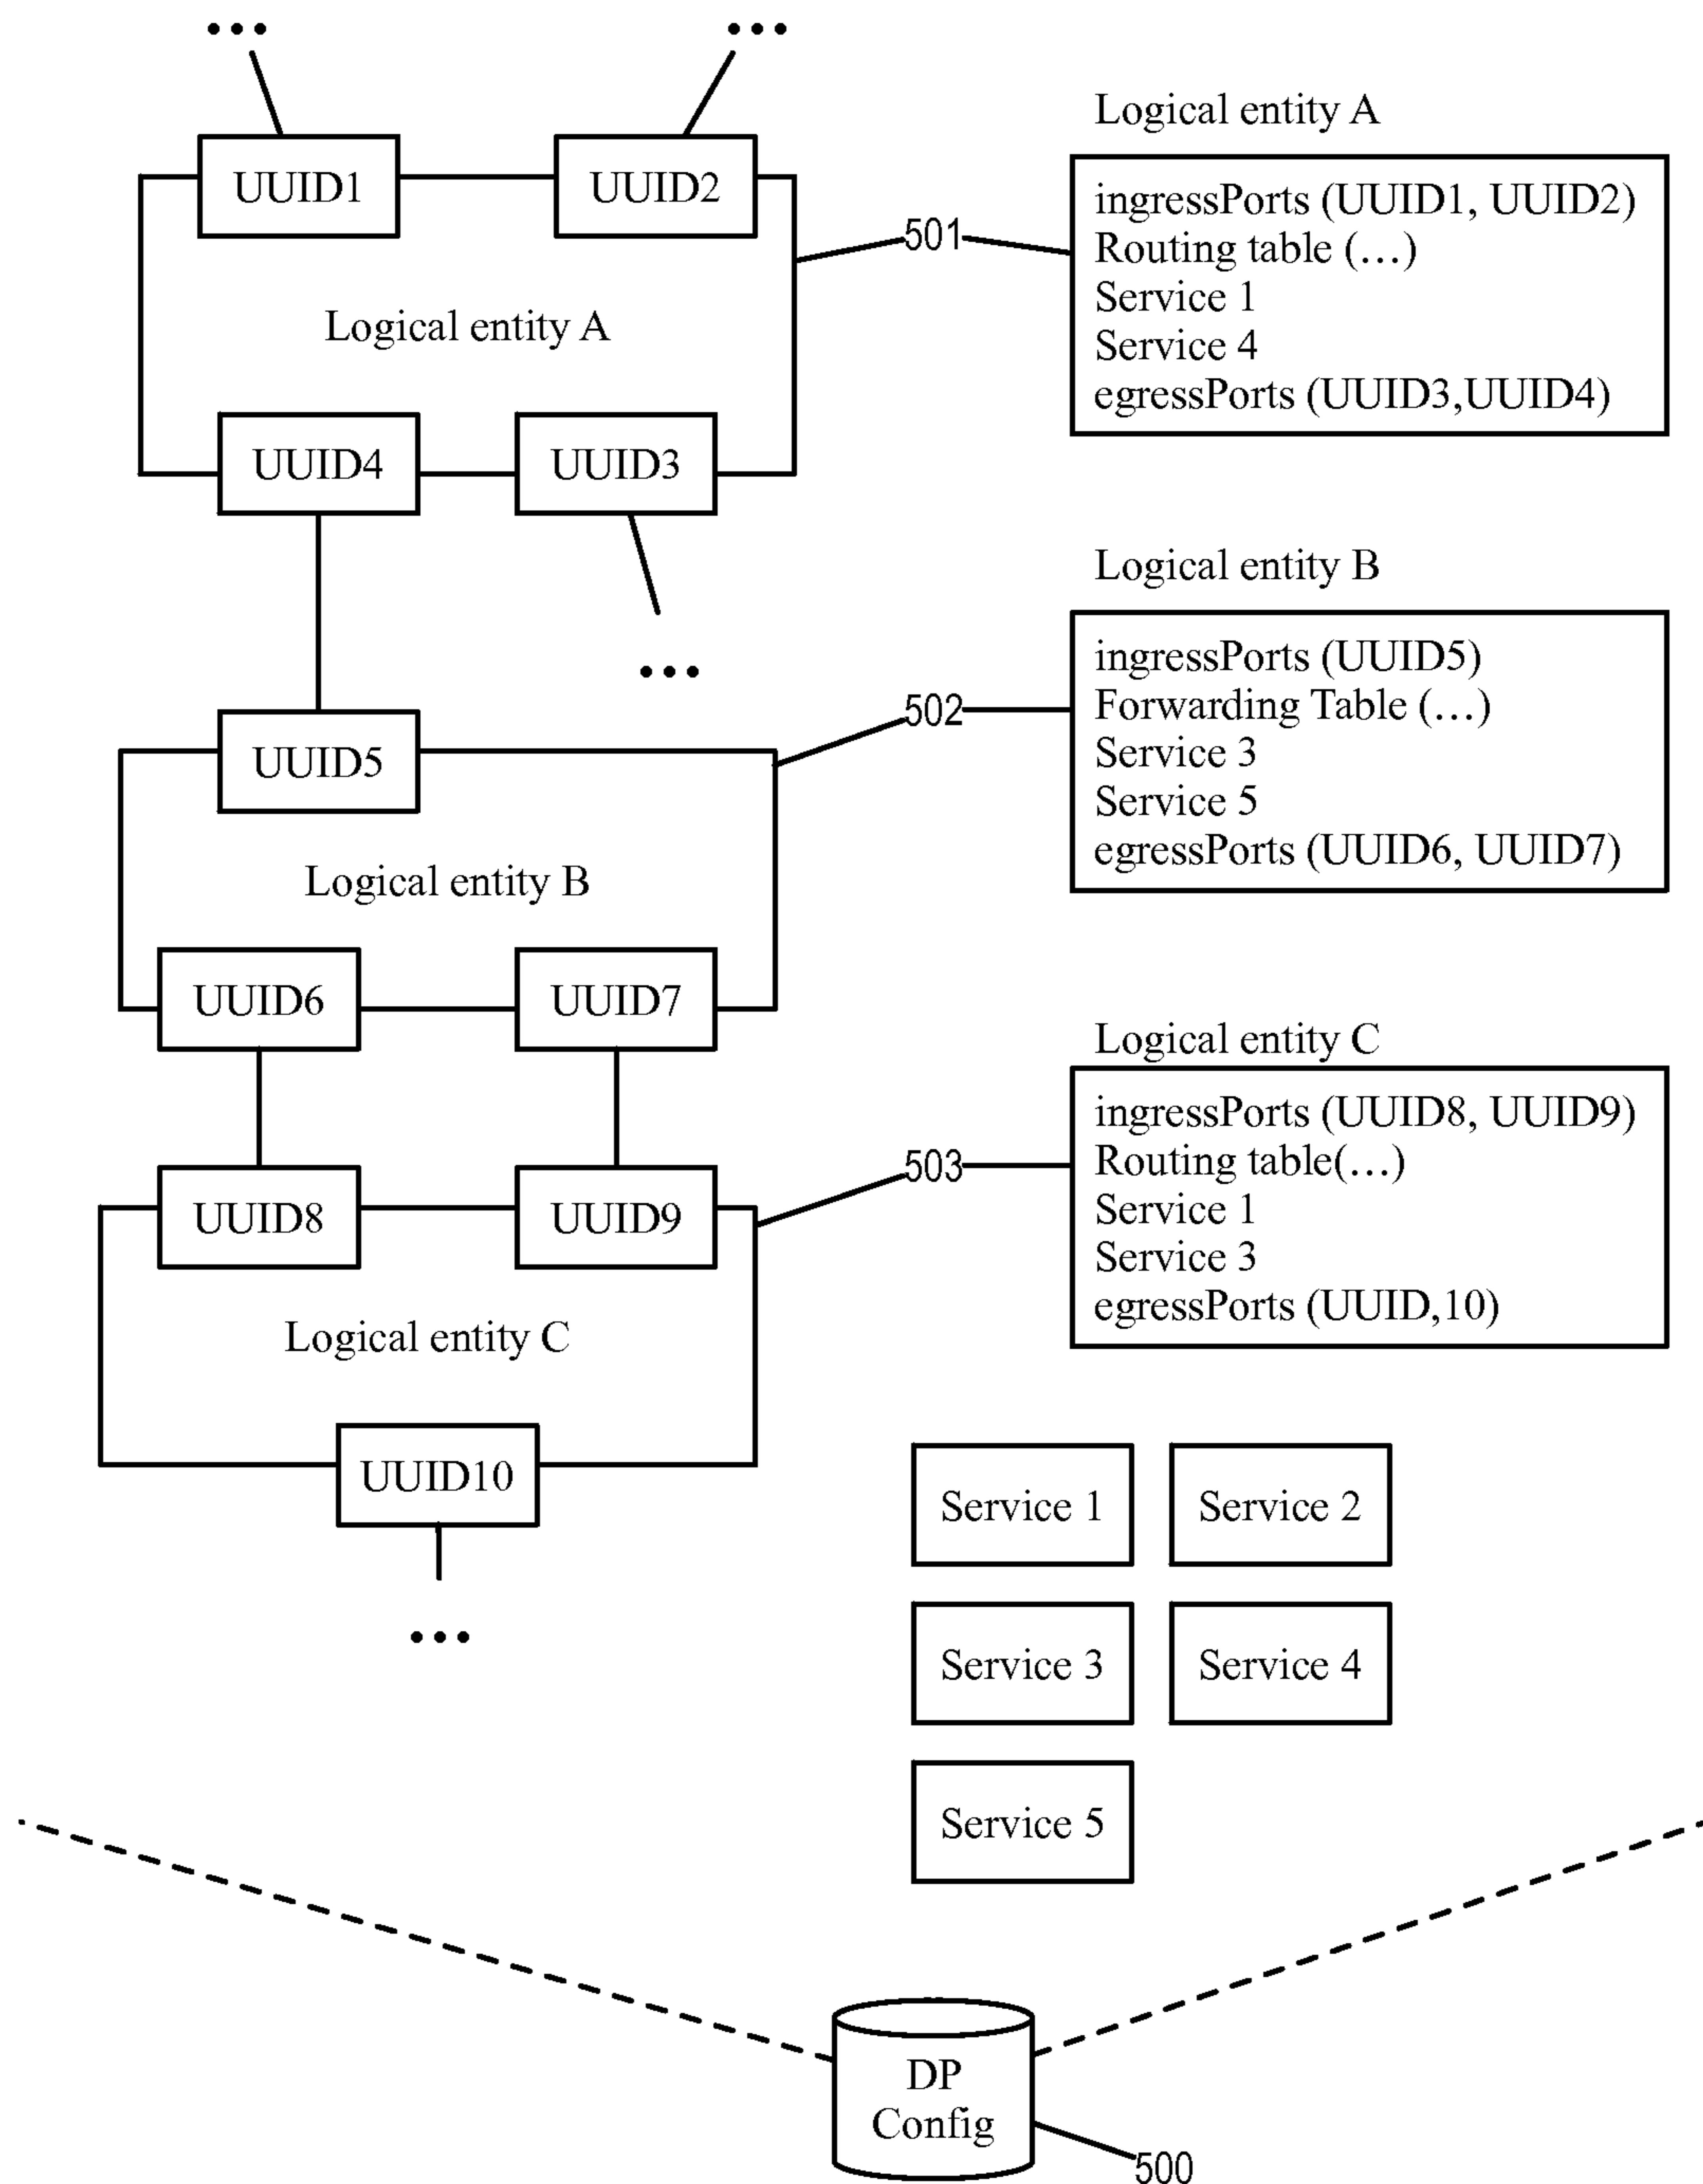 ... ...
UUID1 UUID2
Logical entity A
UUID4 UUID3
...
UUID5
Logical entity B
UUID6 UUID7
UUID8 UUID9
Logical entity C
UUID10
...
501
502
503
Logical entity A
ingressPorts (UUID1, UUID2)
Routing table (...)
Service 1
Service 4
egressPorts (UUID3,UUID4)
Logical entity B
ingressPorts (UUID5)
Forwarding Table (...)
Service 3
Service 5
egressPorts (UUID6, UUID7)
Logical entity C
ingressPorts (UUID8, UUID9)
Routing table(...)
Service 1
Service 3
egressPorts (UUID,10)
Service 1 Service 2
Service 3 Service 4
Service 5
DP
Config
500